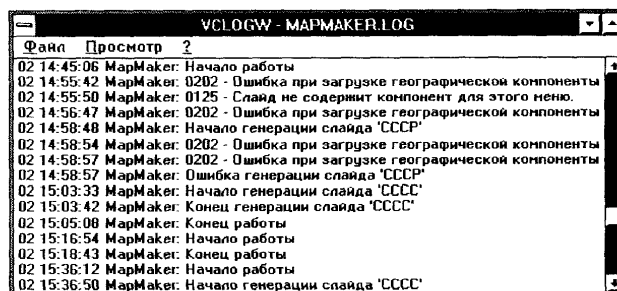 VCLOGW - MAPMAKER.LOG
Файл Просмотр ?
02 14:45:06 MapMaker: Начало работы
02 14:55:42 MapMaker: 0202 - Ошибка при загрузке географической компоненты
02 14:55:50 MapMaker: 0125 - Слайд не содержит компонент для этого меню.
02 14:56:47 MapMaker: 0202 - Ошибка при загрузке географической компоненты
02 14:58:48 MapMaker: Начало генерации слайда 'СССР'
02 14:58:54 MapMaker: 0202 - Ошибка при загрузке географической компоненты
02 14:58:57 MapMaker: 0202 - Ошибка при загрузке географической компоненты
02 14:58:57 MapMaker: Ошибка генерации слайда 'СССР'
02 15:03:33 MapMaker: Начало генерации слайда 'СССС'
02 15:03:42 MapMaker: Конец генерации слайда 'СССС'
02 15:05:08 MapMaker: Конец работы
02 15:16:54 MapMaker: Начало работы
02 15:18:43 MapMaker: Конец работы
02 15:36:12 MapMaker: Начало работы
02 15:36:50 MapMaker: Начало генерации слайда 'СССС'